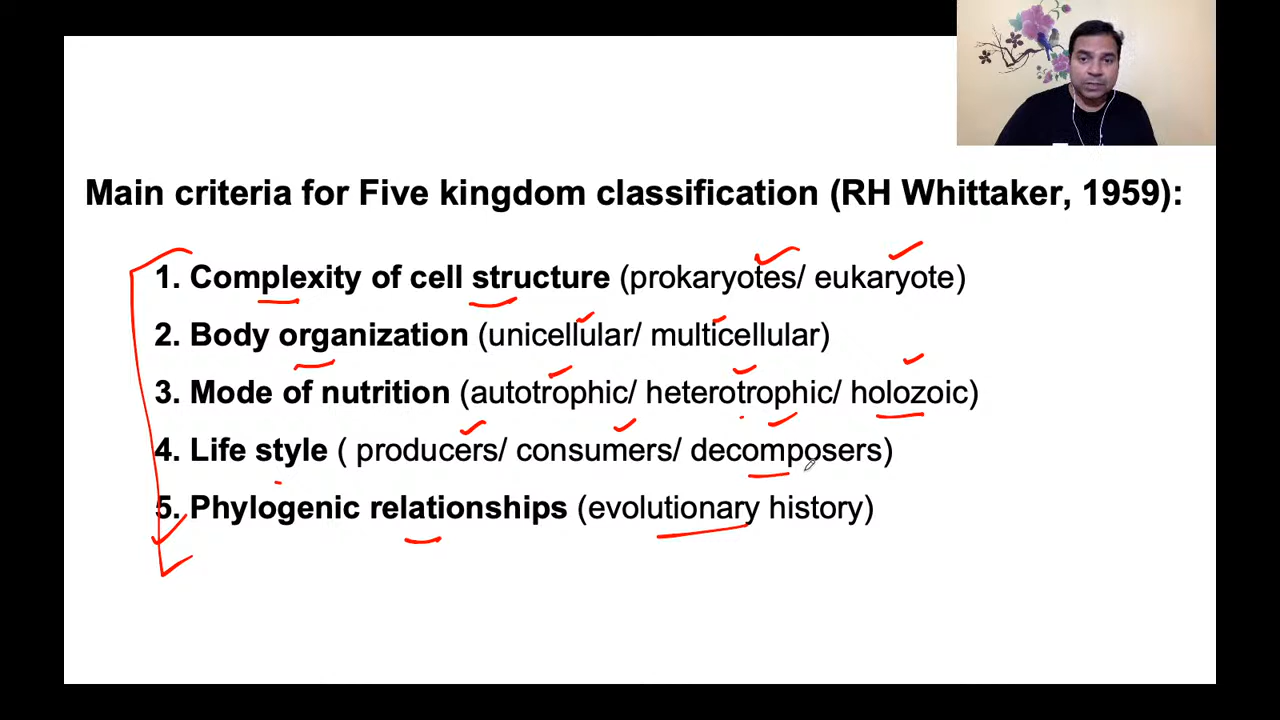 Main criteria for Five kingdom classification (RH Whittaker, 1959):
1. Complexity of cell structure (prokaryotes/ eukaryote)
2. Body organization (unicellular/ multicellular)
3. Mode of nutrition (autotrophic/ heterotrophic/ holozoic)
4. Life style ( producers/ consumers/ decomposers)
5. Phylogenic relationships (evolutionary history)